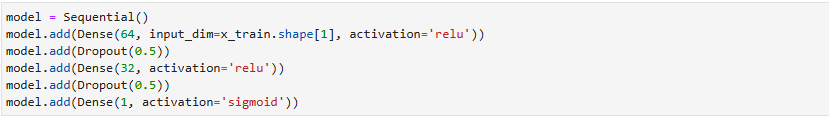 model = Sequential()
model.add(Dense(64, input_dim=x_train.shape[1], activation='relu'))
model.add(Dropout(0.5))
model.add(Dense(32, activation='relu'))
model.add(Dropout(0.5))
model.add(Dense(1, activation='sigmoid'))